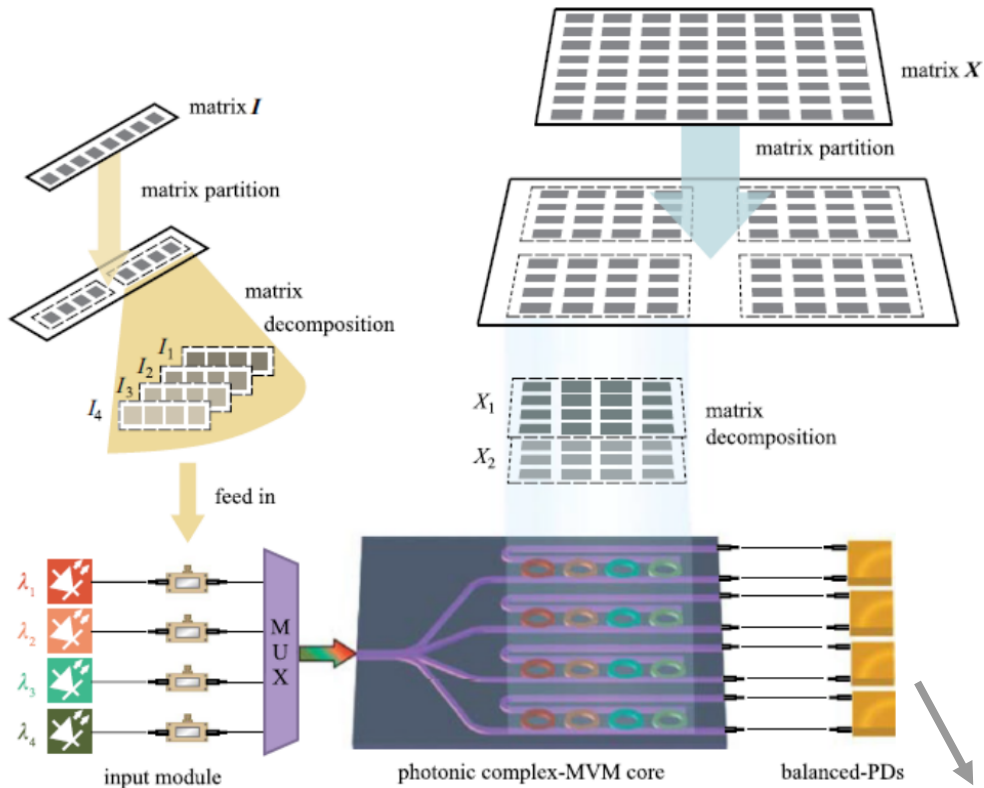 matrix I
matrix X
matrix partition
matrix partition
matrix
decomposition
I1
I2
I3
I4
X1
X2
matrix
decomposition
feed in
λ1
λ2
λ3
λ4
M
U
X
input module
photonic complex-MVM core
balanced-PDs